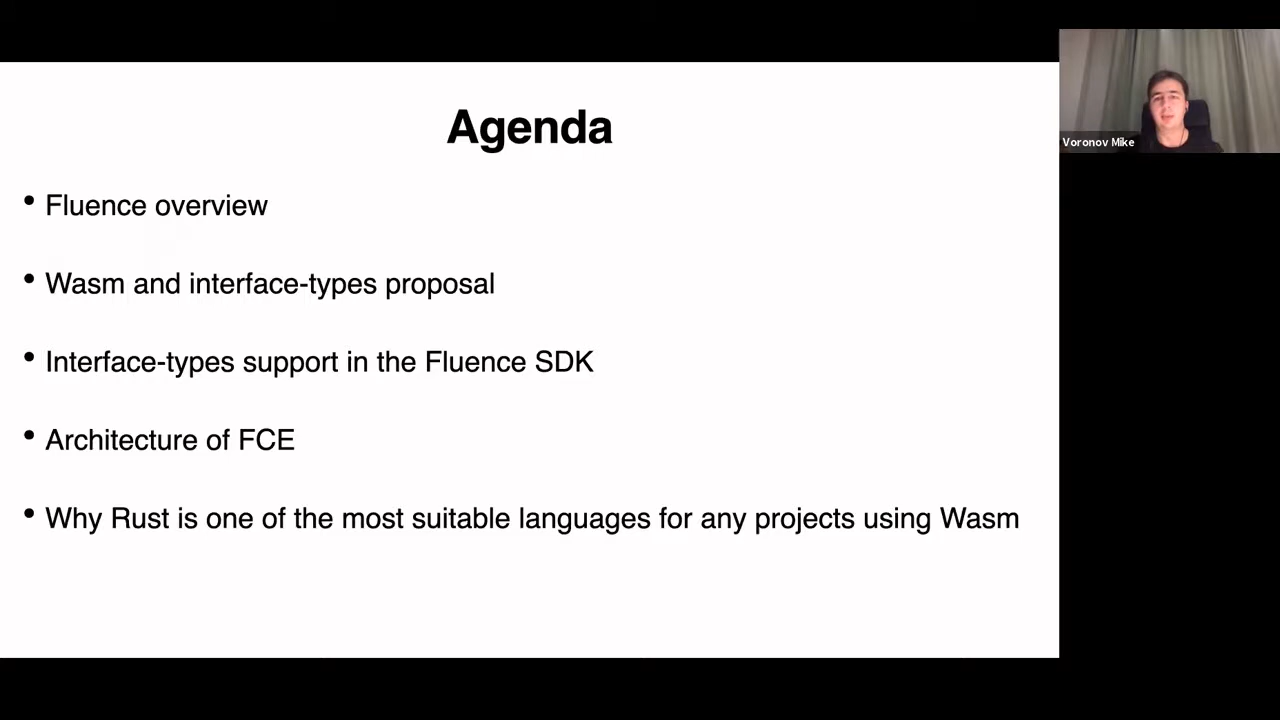 Agenda
• Fluence overview
• Wasm and interface-types proposal
• Interface-types support in the Fluence SDK
• Architecture of FCE
• Why Rust is one of the most suitable languages for any projects using Wasm
Voronov Mike